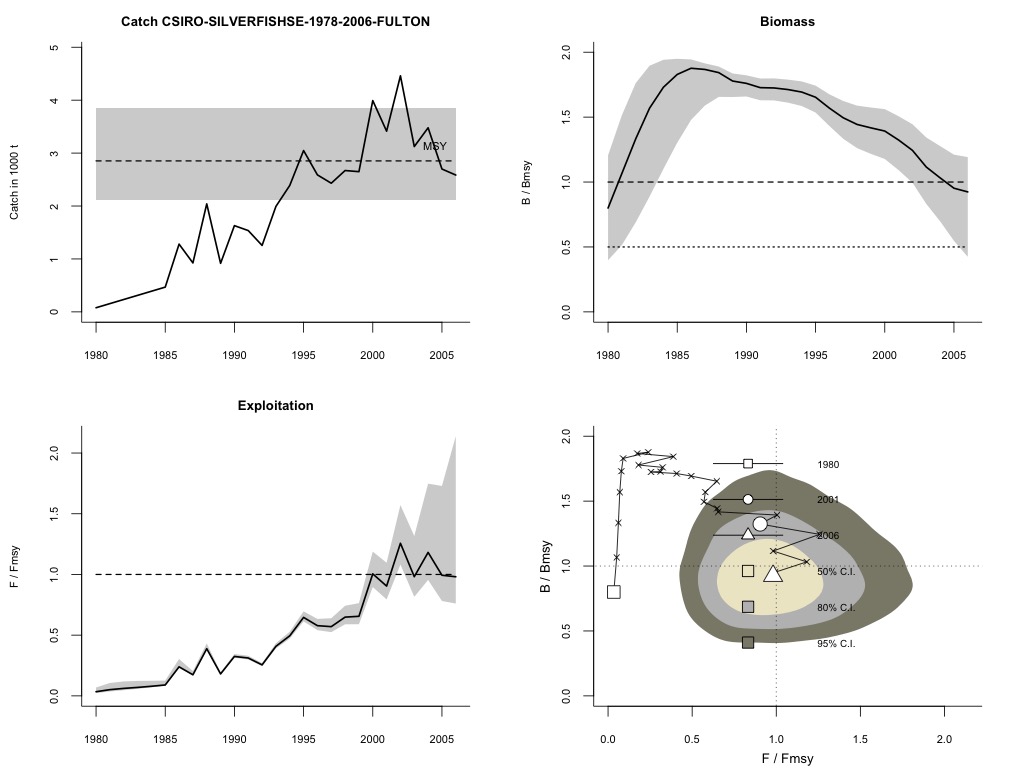 Catch CSIRO-SILVERFISHSE-1978-2006-FULTON
Catch in 1000 t
5
4
3
2
1
0
MSY
1980 1985 1990 1995 2000 2005
Biomass
B / Bmsy
2.0
1.5
1.0
0.5
0.0
1980 1985 1990 1995 2000 2005
Exploitation
F / Fmsy
2.0
1.5
1.0
0.5
0.0
1980 1985 1990 1995 2000 2005
B / Bmsy
2.0
1.5
1.0
0.5
0.0
1980
2001
2006
50% C.I.
80% C.I.
95% C.I.
0.0 0.5 1.0 1.5 2.0
F / Fmsy